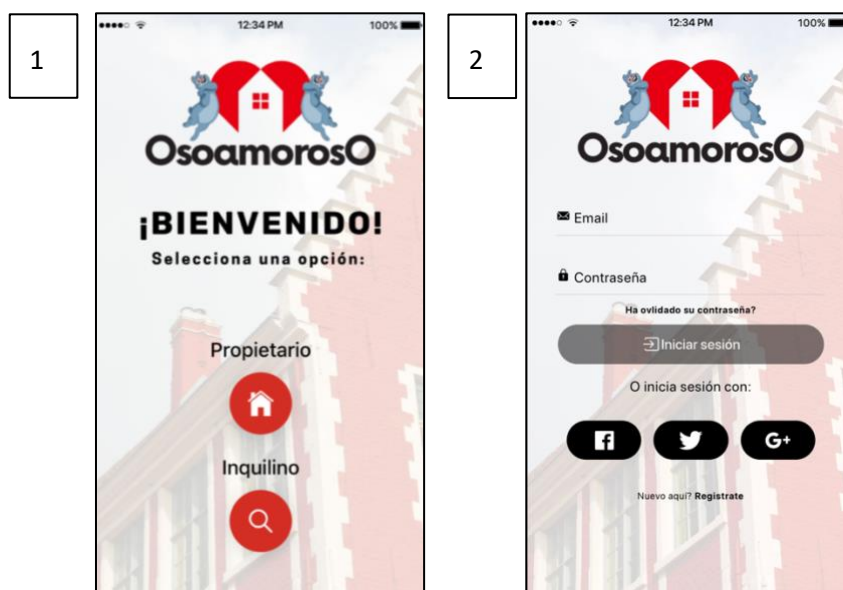 1
12:34 PM 100%
OsoamorosO
¡BIENVENIDO!
Selecciona una opción:
Propietario
Inquilino
2
12:34 PM 100%
OsoamorosO
Email
Contraseña
Ha ovlidado su contraseña?
Iniciar sesión
O inicia sesión con:
f G+
Nuevo aquí? Registrate